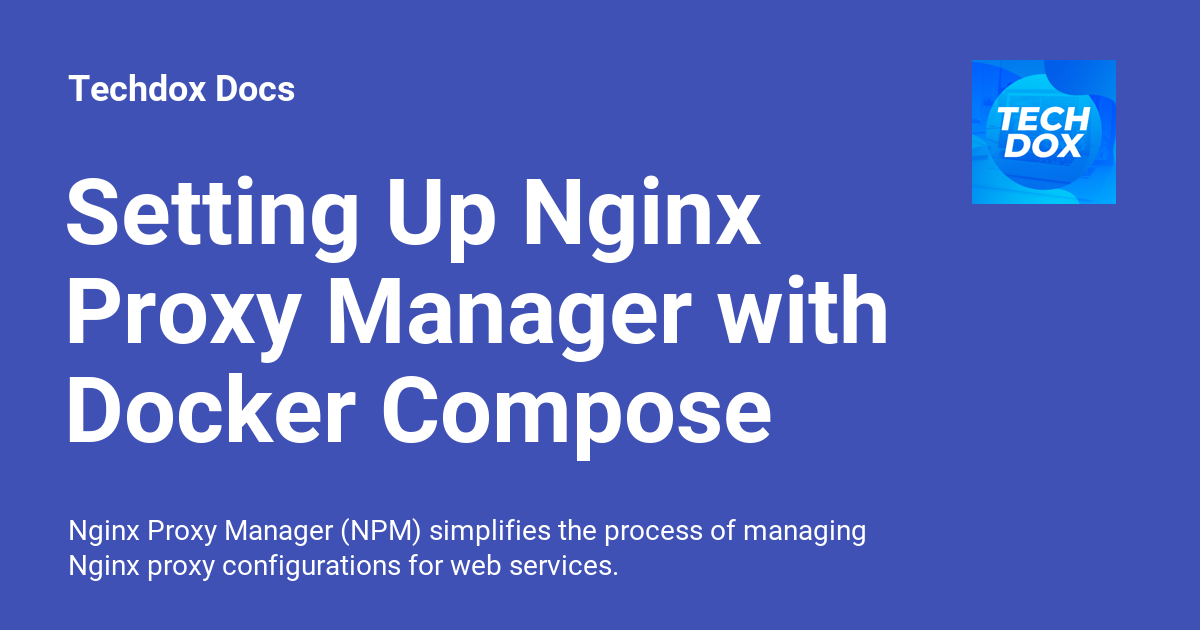 Techdox Docs
TECH
DOX
Setting Up Nginx
Proxy Manager with
Docker Compose
Nginx Proxy Manager (NPM) simplifies the process of managing
Nginx proxy configurations for web services.